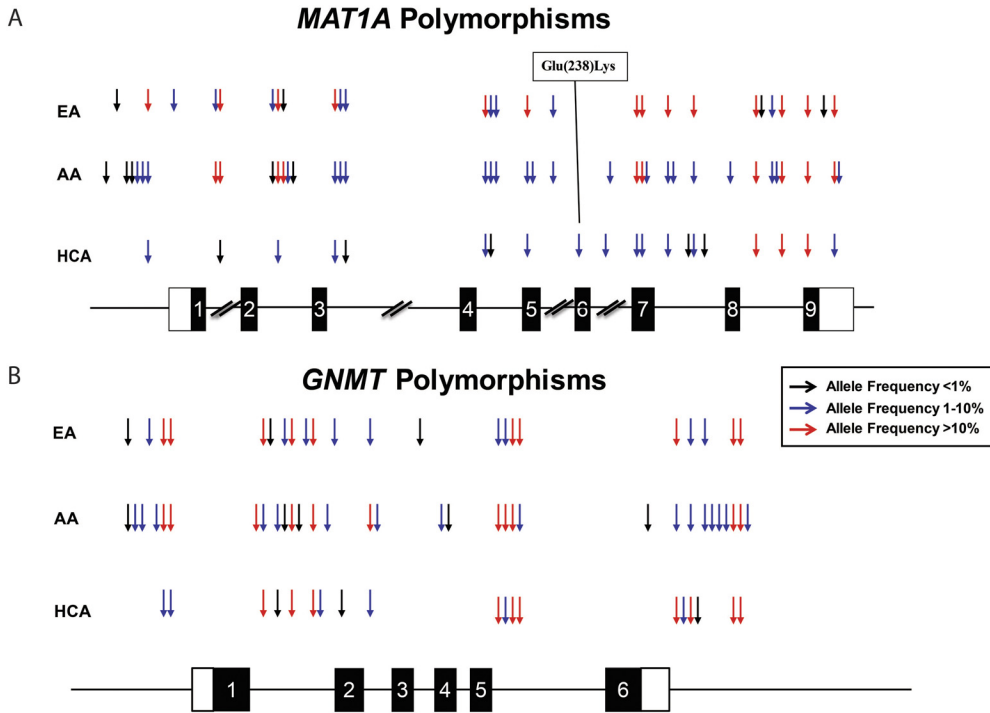 A
MAT1A Polymorphisms
Glu(238)Lys
EA
AA
HCA
1 2 3 4 5 6 7 8 9
B
GNMT Polymorphisms
Allele Frequency <1%
Allele Frequency 1-10%
Allele Frequency >10%
EA
AA
HCA
1 2 3 4 5 6